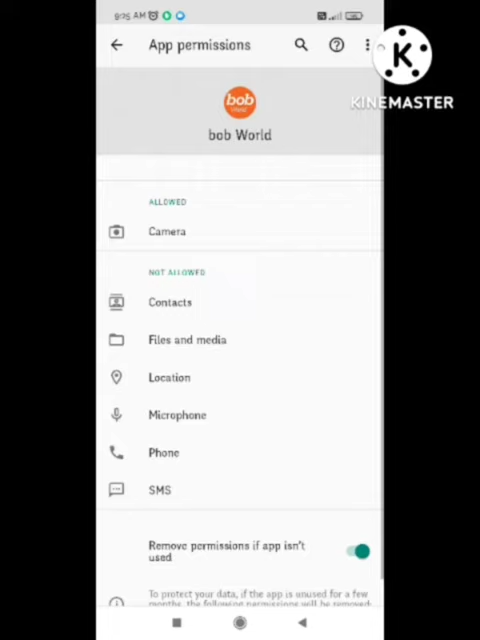 9:25 AM
App permissions
K
KINEMASTER
bob
World
bob World
ALLOWED
Camera
NOT ALLOWED
Contacts
Files and media
Location
Microphone
Phone
SMS
Remove permissions if app isn't
used
To protect your data, if the app is unused for a few
months, the following permissions will be removed: